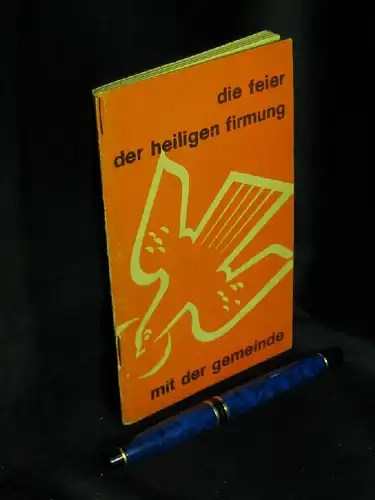 die feier
der heiligen firmung
mit der gemeinde